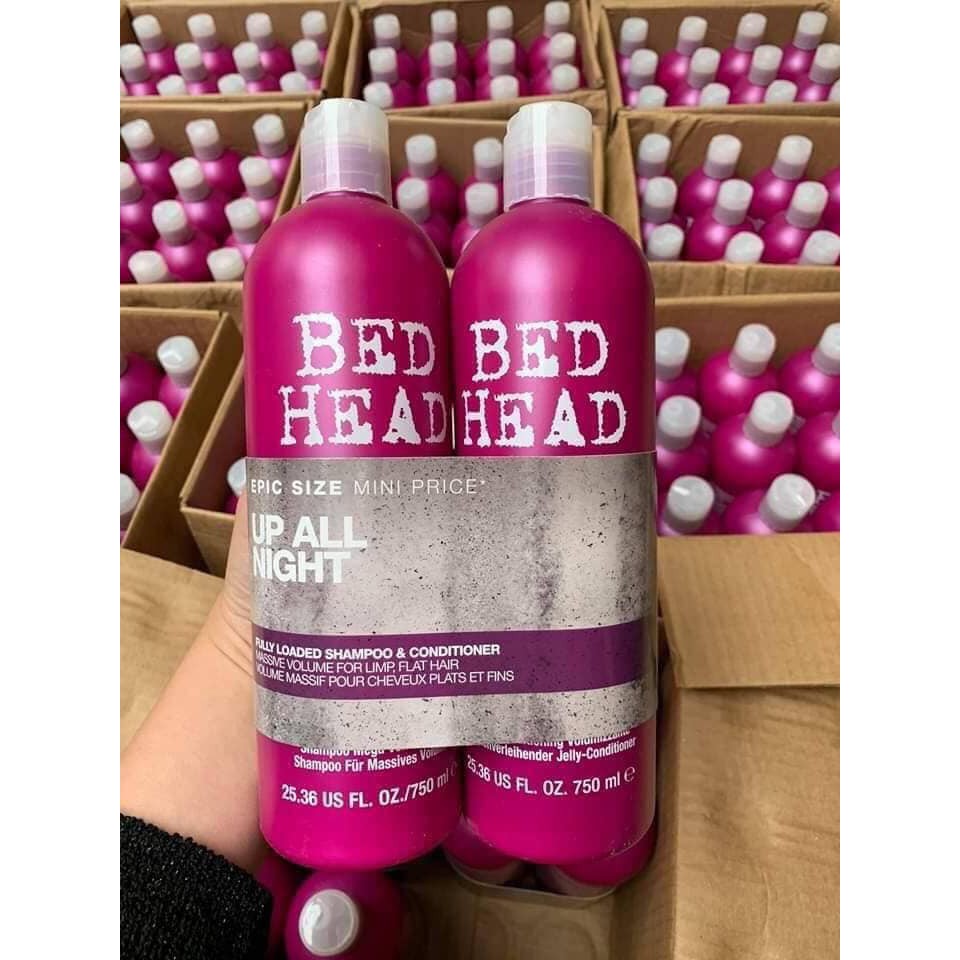 BED
HEAD
BED
HEAD
EPIC SIZE MINI PRICE*
UP ALL
NIGHT
FULLY LOADED SHAMPOO & CONDITIONER
MASSIVE VOLUME FOR LIMP, FLAT HAIR
VOLUME MASSIF POUR CHEVEUX PLATS ET FINS
Shampoo Mega
Shampoo Für Massives
25.36 US FL. OZ./750 ml e
Jelly-Conditioner
25.36 US FL. OZ. 750 ml e